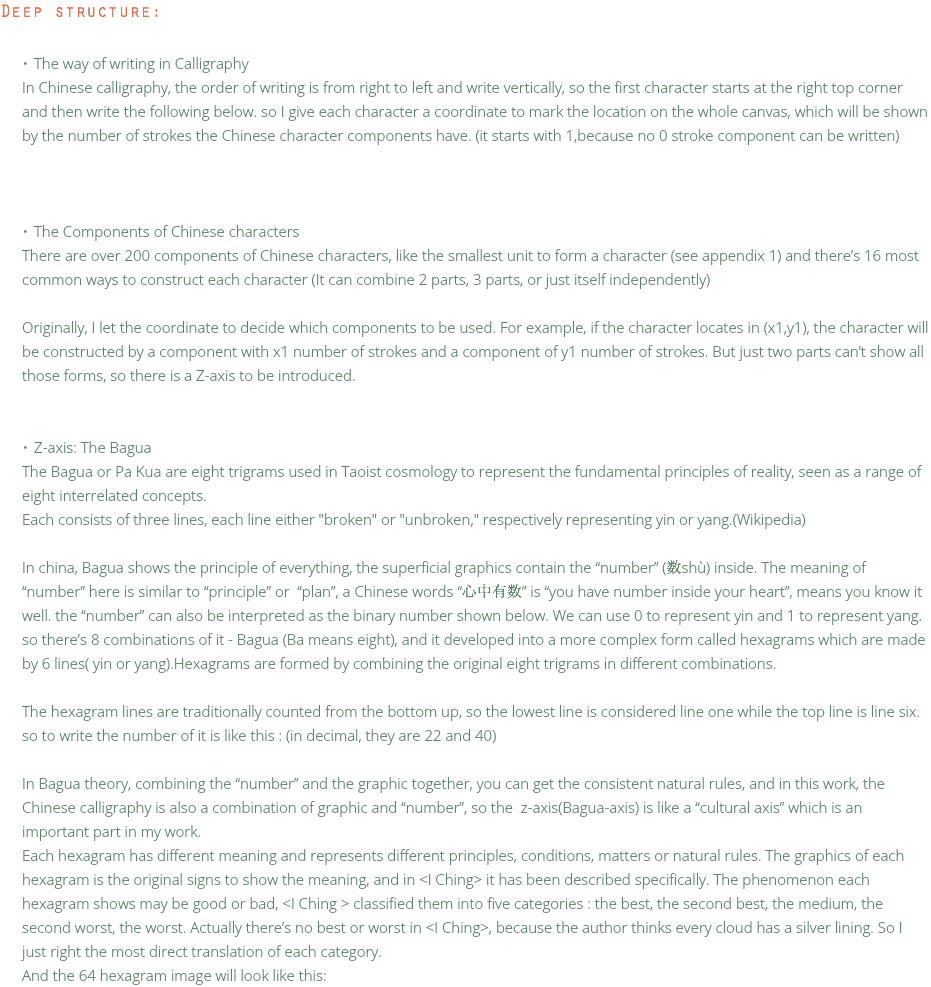 Deep structure:
· The way of writing in Calligraphy
In Chinese calligraphy, the order of writing is from right to left and write vertically, so the first character starts at the right top corner
and then write the following below. so I give each character a coordinate to mark the location on the whole canvas, which will be shown
by the number of strokes the Chinese character components have. (it starts with 1,because no 0 stroke component can be written)
· The Components of Chinese characters
There are over 200 components of Chinese characters, like the smallest unit to form a character (see appendix 1) and there’s 16 most
common ways to construct each character (It can combine 2 parts, 3 parts, or just itself independently)
Originally, I let the coordinate to decide which components to be used. For example, if the character locates in (x1,y1), the character will
be constructed by a component with x1 number of strokes and a component of y1 number of strokes. But just two parts can’t show all
those forms, so there is a Z-axis to be introduced.
· Z-axis: The Bagua
The Bagua or Pa Kua are eight trigrams used in Taoist cosmology to represent the fundamental principles of reality, seen as a range of
eight interrelated concepts.
Each consists of three lines, each line either "broken" or "unbroken," respectively representing yin or yang.(Wikipedia)
In china, Bagua shows the principle of everything, the superficial graphics contain the “number” (数shù) inside. The meaning of
“number” here is similar to “principle” or  “plan”, a Chinese words “心中有数” is “you have number inside your heart”, means you know it
well. the “number” can also be interpreted as the binary number shown below. We can use 0 to represent yin and 1 to represent yang.
so there’s 8 combinations of it - Bagua (Ba means eight), and it developed into a more complex form called hexagrams which are made
by 6 lines( yin or yang).Hexagrams are formed by combining the original eight trigrams in different combinations.
The hexagram lines are traditionally counted from the bottom up, so the lowest line is considered line one while the top line is line six.
so to write the number of it is like this : (in decimal, they are 22 and 40)
In Bagua theory, combining the “number” and the graphic together, you can get the consistent natural rules, and in this work, the
Chinese calligraphy is also a combination of graphic and “number”, so the  z-axis(Bagua-axis) is like a “cultural axis” which is an
important part in my work.
Each hexagram has different meaning and represents different principles, conditions, matters or natural rules. The graphics of each
hexagram is the original signs to show the meaning, and in <I Ching> it has been described specifically. The phenomenon each
hexagram shows may be good or bad, <I Ching > classified them into five categories : the best, the second best, the medium, the
second worst, the worst. Actually there’s no best or worst in <I Ching>, because the author thinks every cloud has a silver lining. So I
just right the most direct translation of each category.
And the 64 hexagram image will look like this: